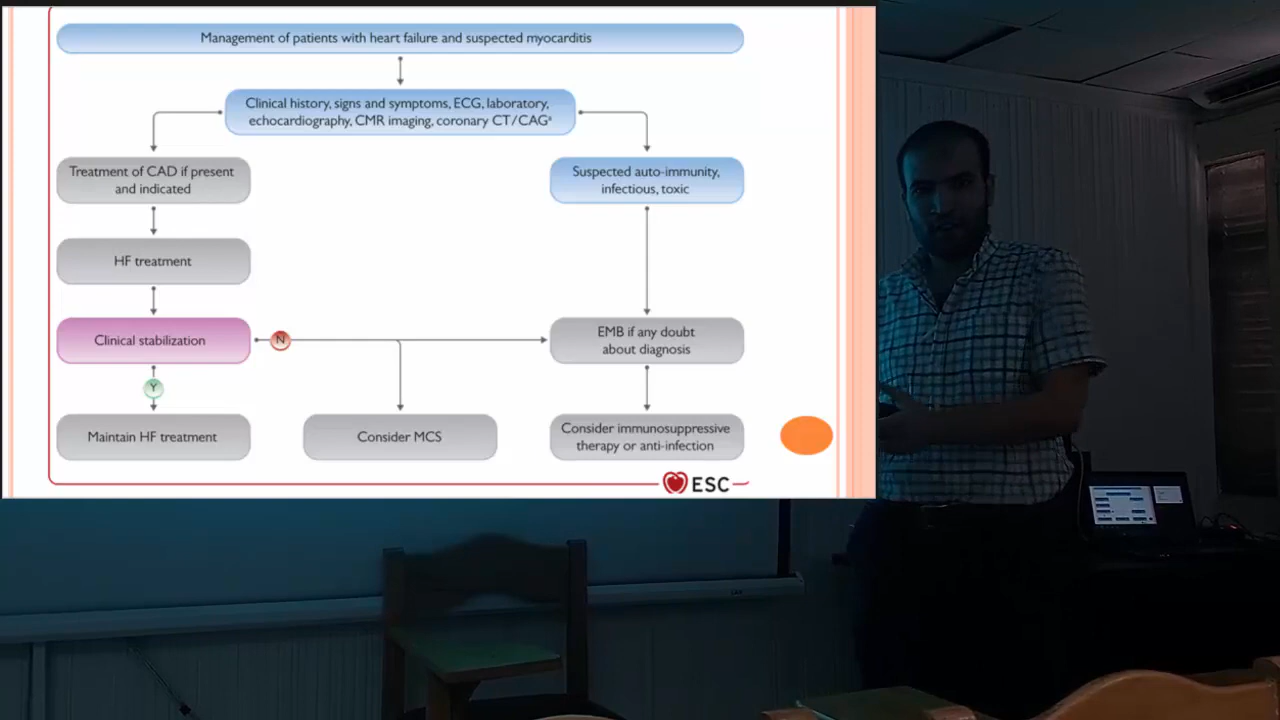 Management of patients with heart failure and suspected myocarditis
Clinical history, signs and symptoms, ECG, laboratory,
echocardiography, CMR imaging, coronary CT/CAGª
Treatment of CAD if present
and indicated
Suspected auto-immunity,
infectious, toxic
HF treatment
Clinical stabilization
N
EMB if any doubt
about diagnosis
Y
Maintain HF treatment
Consider MCS
Consider immunosuppressive
therapy or anti-infection
ESC